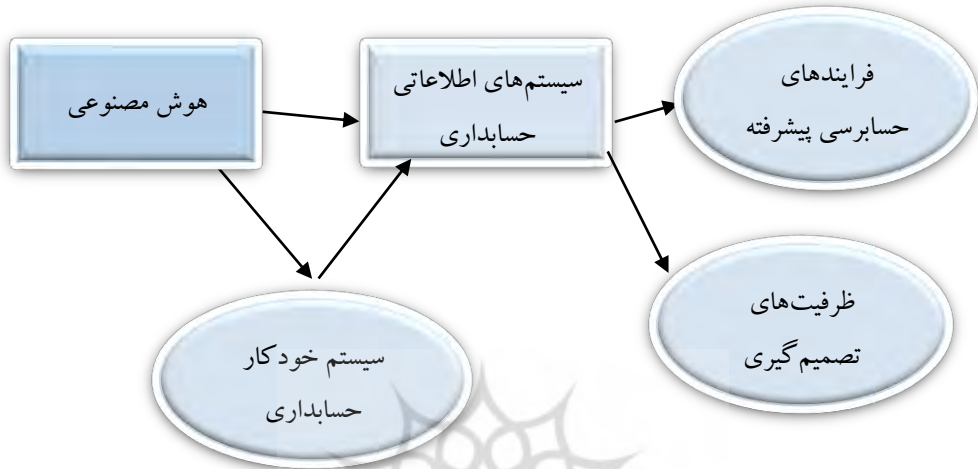 هوش مصنوعی
سیستم‌های اطلاعاتی
حسابداری
فرایندهای
حسابرسی پیشرفته
ظرفیت‌های
تصمیم‌گیری
سیستم خودکار
حسابداری